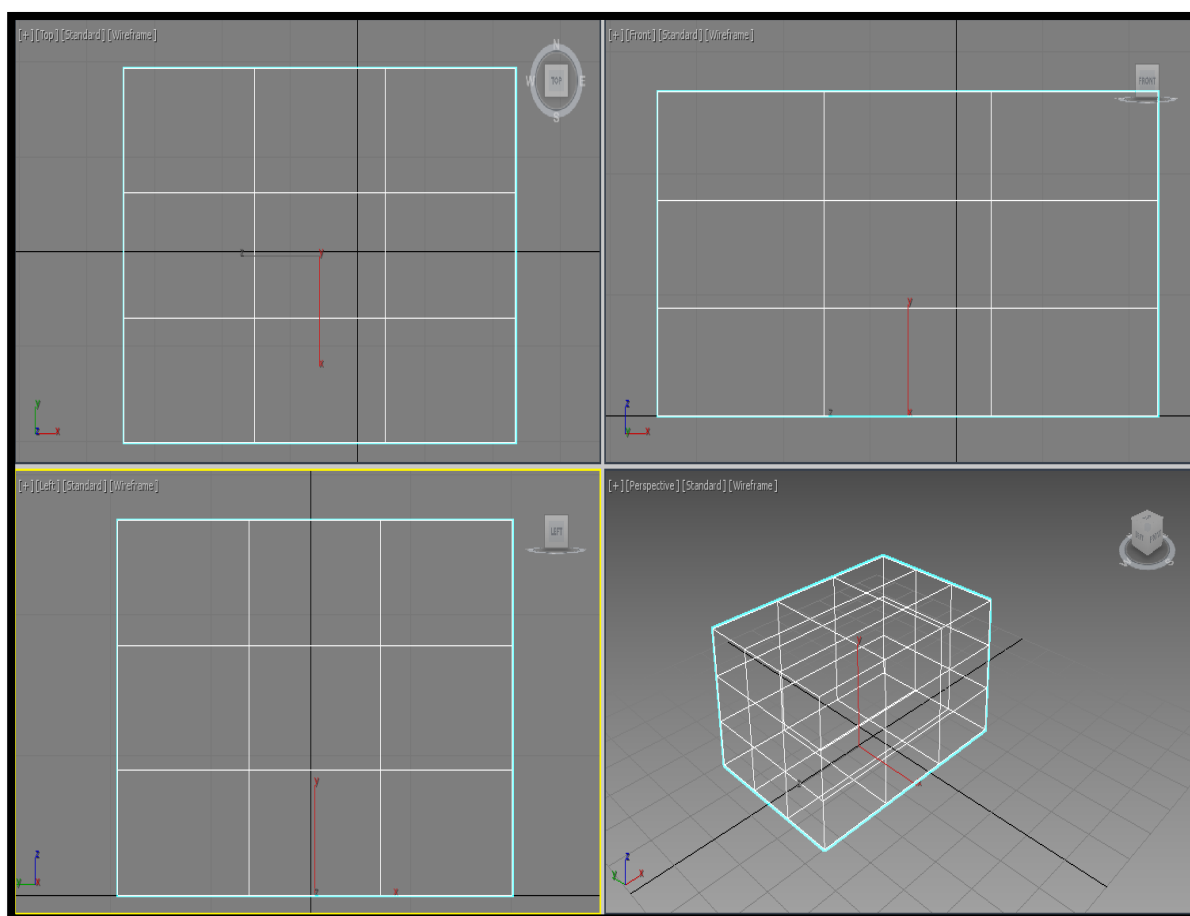 [+] [Top] [Standard] [Wireframe]
N
W TOP E
S
z y
x
y
z x
[+] [Front] [Standard] [Wireframe]
FRONT
y
z x
z
y x
[+] [Left] [Standard] [Wireframe]
LEFT
y
z x
z
y x
[+] [Perspective] [Standard] [Wireframe]
y
z x
z
y x